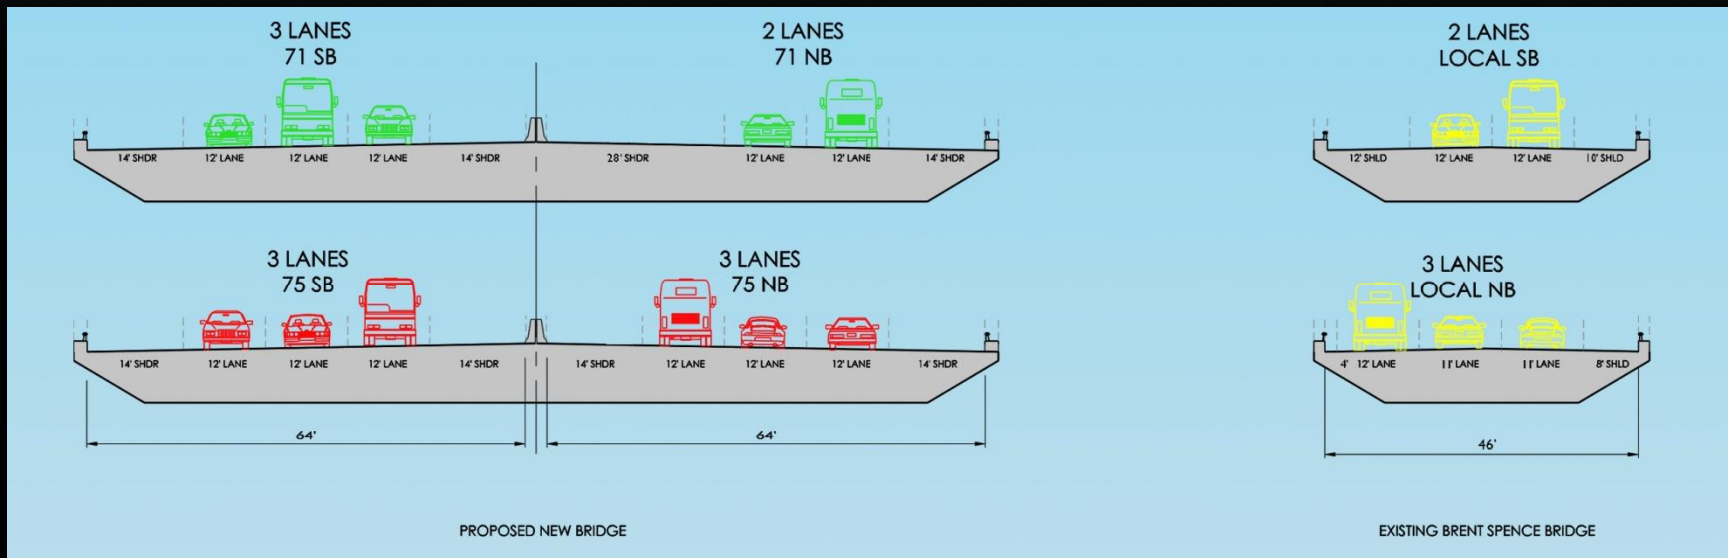 3 LANES
71 SB
2 LANES
71 NB
2 LANES
LOCAL SB
14' SHDR 12' LANE 12' LANE 12' LANE 14' SHDR 28' SHDR 12' LANE 12' LANE 14' SHDR
12' SHLD 12' LANE 12' LANE 10' SHLD
3 LANES
75 SB
3 LANES
75 NB
3 LANES
LOCAL NB
14' SHDR 12' LANE 12' LANE 12' LANE 14' SHDR 14' SHDR 12' LANE 12' LANE 12' LANE 14' SHDR
4' 12' LANE 11' LANE 11' LANE 8' SHLD
64' 64'
46'
PROPOSED NEW BRIDGE
EXISTING BRENT SPENCE BRIDGE